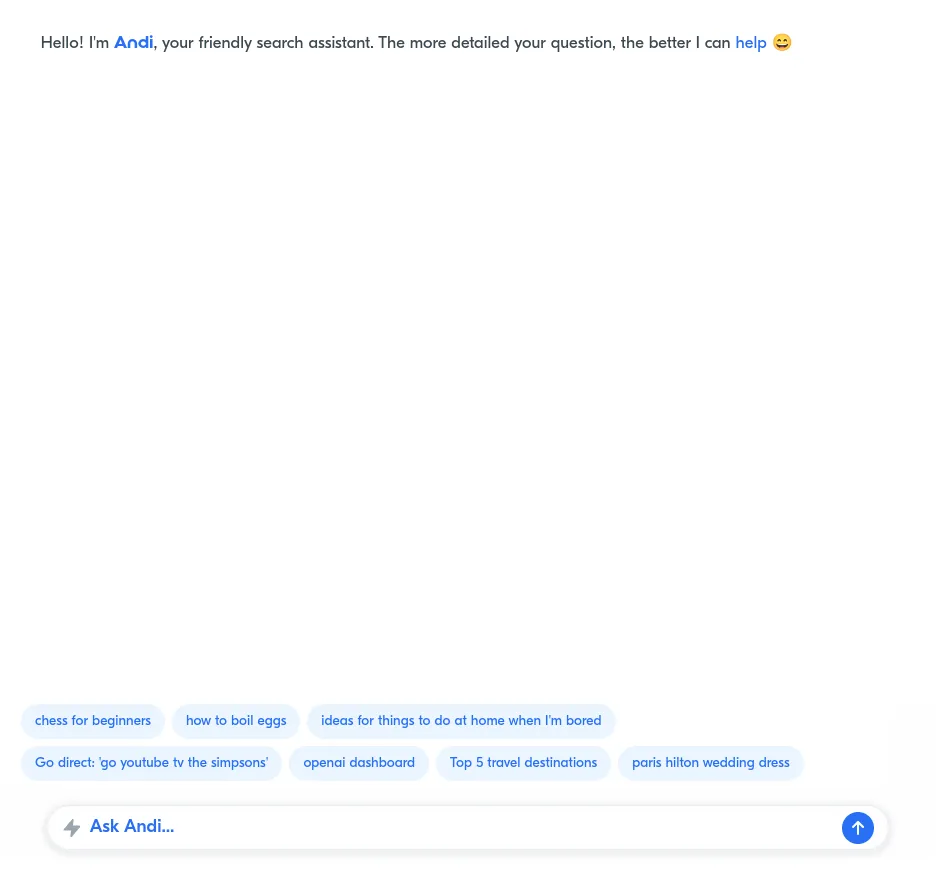 Hello! I'm Andi, your friendly search assistant. The more detailed your question, the better I can help 😄
chess for beginners how to boil eggs ideas for things to do at home when I'm bored
Go direct: 'go youtube tv the simpsons' openai dashboard Top 5 travel destinations paris hilton wedding dress
Ask Andi...